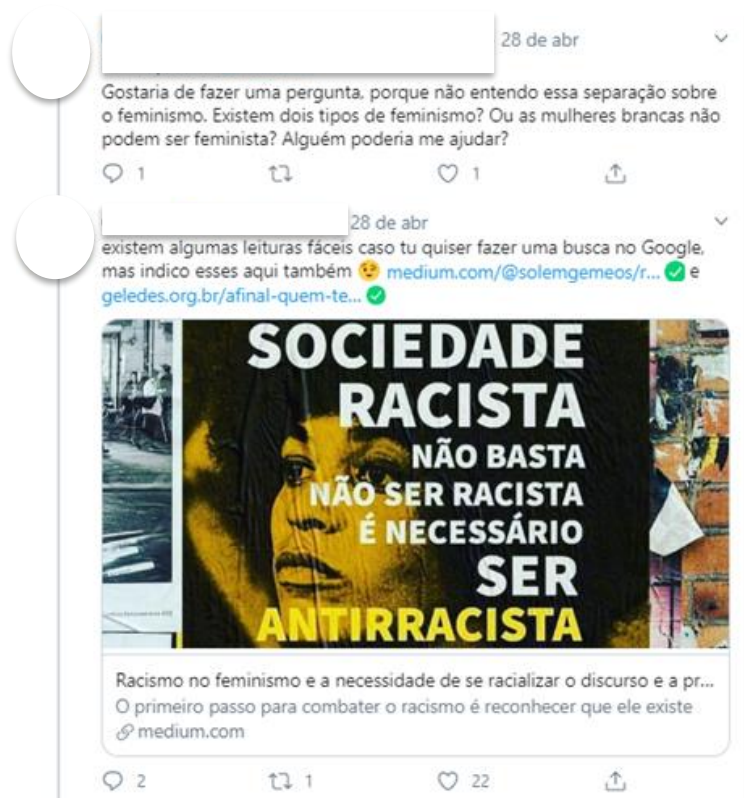 28 de abr
Gostaria de fazer uma pergunta, porque não entendo essa separação sobre
o feminismo. Existem dois tipos de feminismo? Ou as mulheres brancas não
podem ser feminista? Alguém poderia me ajudar?
1 1
28 de abr
existem algumas leituras fáceis caso tu quiser fazer uma busca no Google,
mas indico esses aqui também 😉 medium.com/@solemgemeos/r... ✅ e
geledes.org.br/afinal-quem-te... ✅
SOCIEDADE
RACISTA
NÃO BASTA
NÃO SER RACISTA
É NECESSÁRIO
SER
ANTIRRACISTA
Racismo no feminismo e a necessidade de se racializar o discurso e a pr...
O primeiro passo para combater o racismo é reconhecer que ele existe
medium.com
2 1 22